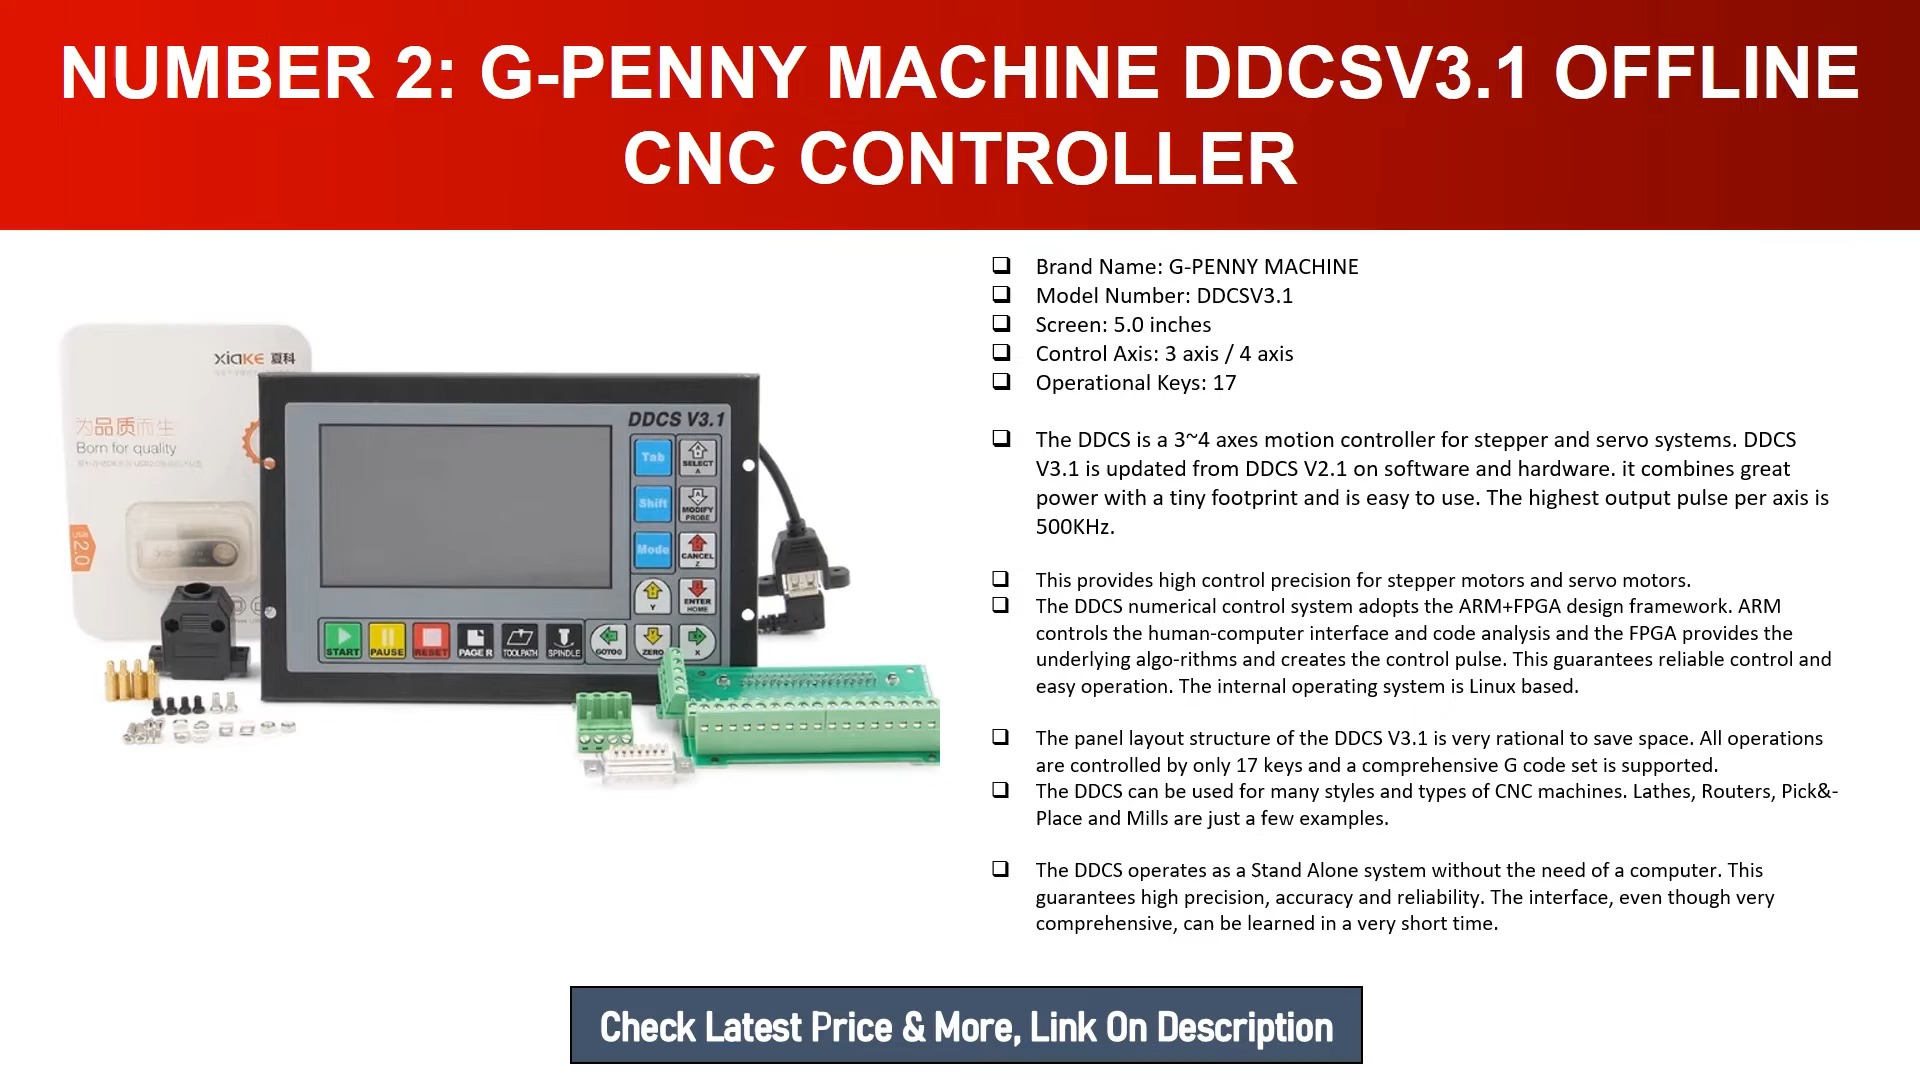 NUMBER 2: G-PENNY MACHINE DDCSV3.1 OFFLINE
CNC CONTROLLER
Brand Name: G-PENNY MACHINE
Model Number: DDCSV3.1
Screen: 5.0 inches
Control Axis: 3 axis / 4 axis
Operational Keys: 17
The DDCS is a 3~4 axes motion controller for stepper and servo systems. DDCS
V3.1 is updated from DDCS V2.1 on software and hardware. it combines great
power with a tiny footprint and is easy to use. The highest output pulse per axis is
500KHz.
This provides high control precision for stepper motors and servo motors.
The DDCS numerical control system adopts the ARM+FPGA design framework. ARM
controls the human-computer interface and code analysis and the FPGA provides the
underlying algo-rithms and creates the control pulse. This guarantees reliable control and
easy operation. The internal operating system is Linux based.
The panel layout structure of the DDCS V3.1 is very rational to save space. All operations
are controlled by only 17 keys and a comprehensive G code set is supported.
The DDCS can be used for many styles and types of CNC machines. Lathes, Routers, Pick&-
Place and Mills are just a few examples.
The DDCS operates as a Stand Alone system without the need of a computer. This
guarantees high precision, accuracy and reliability. The interface, even though very
comprehensive, can be learned in a very short time.
xiaKE 夏科
为品质而生
Born for quality
USB
2.0
DDCS V3.1
Tab
SELECT
A
Shift
MODIFY
PROBE
Mode
CANCEL
Z
Y
ENTER
HOME
START
PAUSE
RESET
PAGE R
TOOLPATH
SPINDLE
GOTO0
ZERO
X
Check Latest Price & More, Link On Description